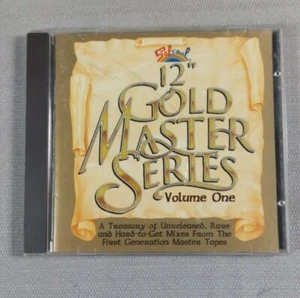 Salsoul
12"
GOLD
MASTER
SERIES
Volume One
A Treasury of Unreleased, Rare
and Hard-to-Get Mixes From The
First Generation Master Tapes